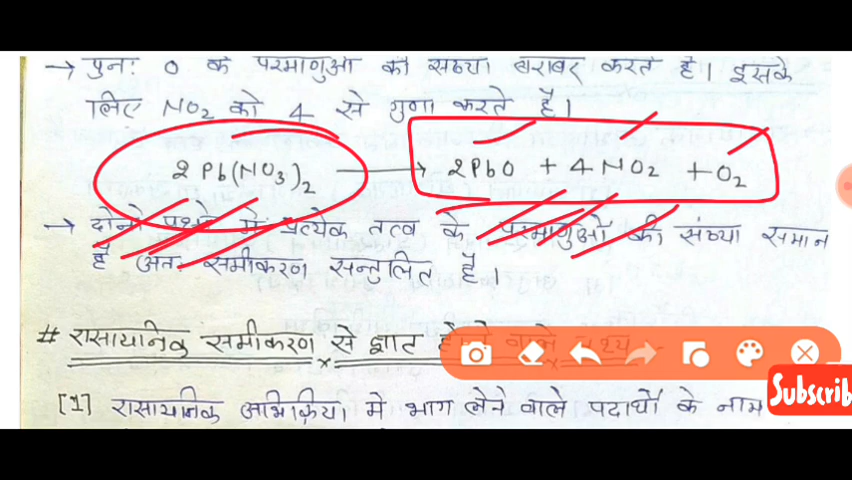 → पुनः O के परमाणुओं की संख्या बराबर करते है। इसके
लिए NO₂ को 4 से गुणा करते है।
2Pb(NO₃)₂ ⟶ 2PbO + 4NO₂ + O₂
→ दोनो पक्षो में प्रत्येक तत्व के परमाणुओं की संख्या समान
है अतः समीकरण सन्तुलित है।
# रासायनिक समीकरण से ज्ञात
[1] रासायनिक अभिक्रिया में भाग लेने वाले पदार्थो के नाम
Subscrib